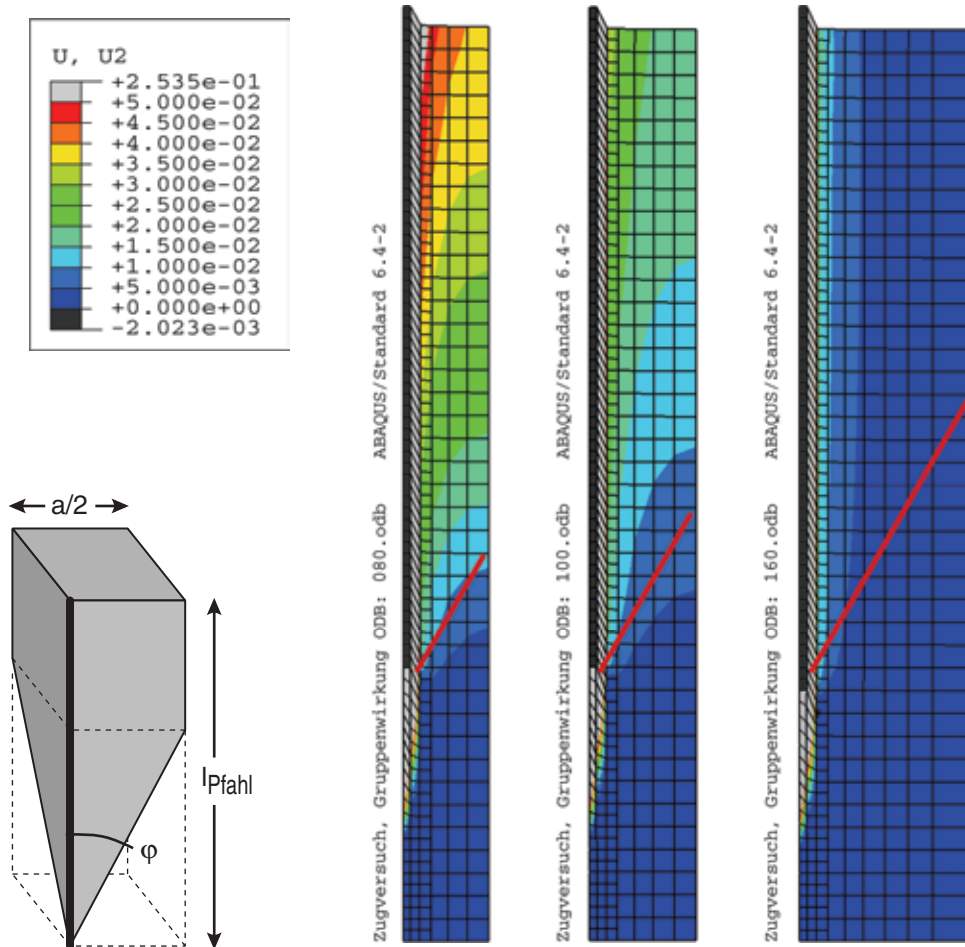 U, U2
+2.535e-01
+5.000e-02
+4.500e-02
+4.000e-02
+3.500e-02
+3.000e-02
+2.500e-02
+2.000e-02
+1.500e-02
+1.000e-02
+5.000e-03
+0.000e+00
-2.023e-03
a/2
lPfahl
φ
Zugversuch, Gruppenwirkung ODB: 080.odb ABAQUS/Standard 6.4-2
Zugversuch, Gruppenwirkung ODB: 100.odb ABAQUS/Standard 6.4-2
Zugversuch, Gruppenwirkung ODB: 160.odb ABAQUS/Standard 6.4-2